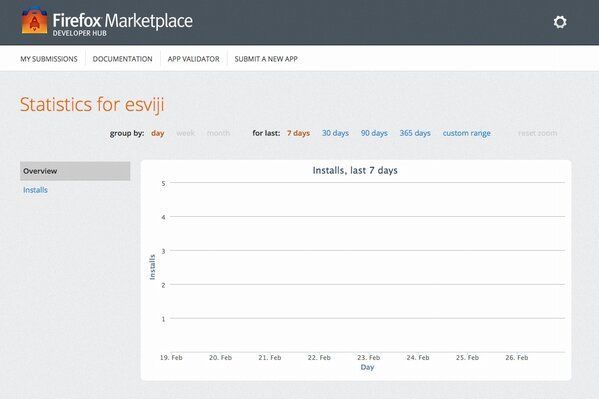 Firefox Marketplace
DEVELOPER HUB
MY SUBMISSIONS DOCUMENTATION APP VALIDATOR SUBMIT A NEW APP
Statistics for esviji
group by: day week month for last: 7 days 30 days 90 days 365 days custom range reset zoom
Overview
Installs
Installs, last 7 days
5
4
3
2
1
Installs
19. Feb 20. Feb 21. Feb 22. Feb 23. Feb 24. Feb 25. Feb 26. Feb
Day